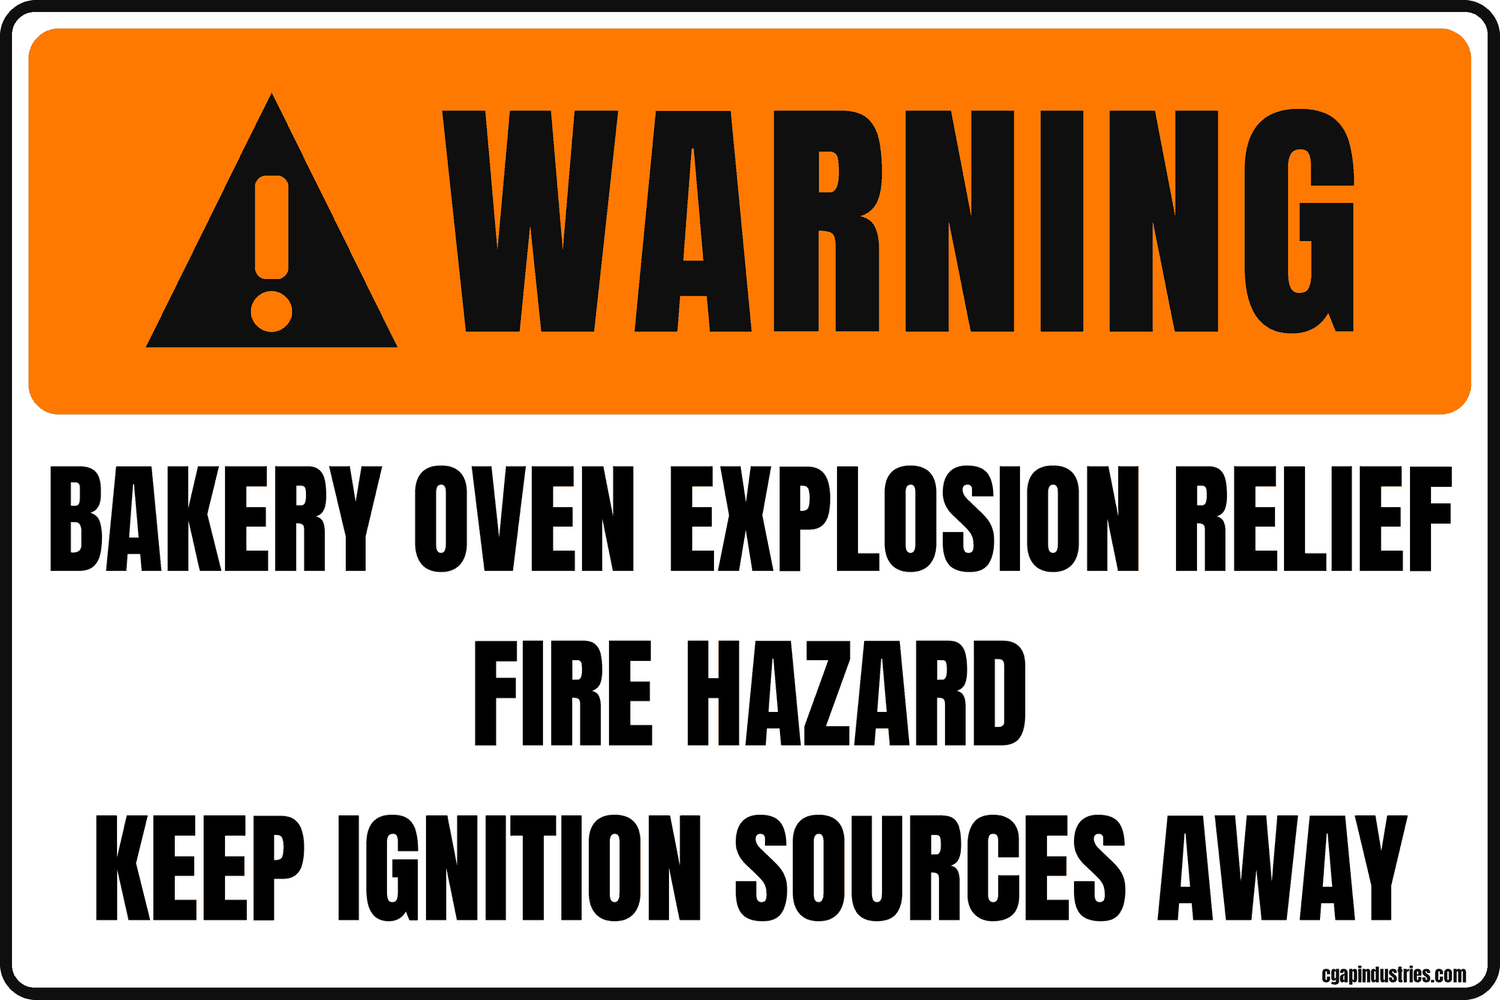 WARNING
BAKERY OVEN EXPLOSION RELIEF
FIRE HAZARD
KEEP IGNITION SOURCES AWAY
cgapindustries.com